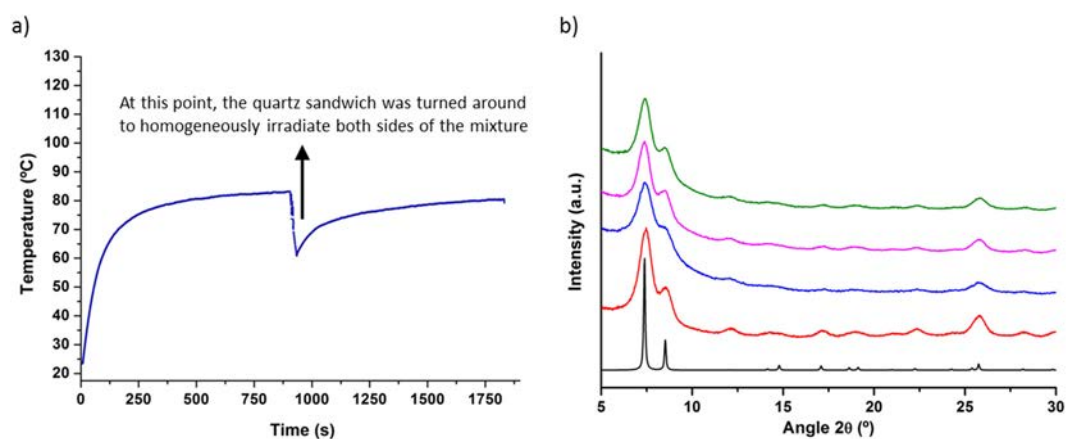 a)
130
120
110
100
90
80
70
60
50
40
30
20
Temperature (ºC)
At this point, the quartz sandwich was turned around
to homogeneously irradiate both sides of the mixture
0 250 500 750 1000 1250 1500 1750
Time (s)
b)
Intensity (a.u.)
5 10 15 20 25 30
Angle 2θ (º)